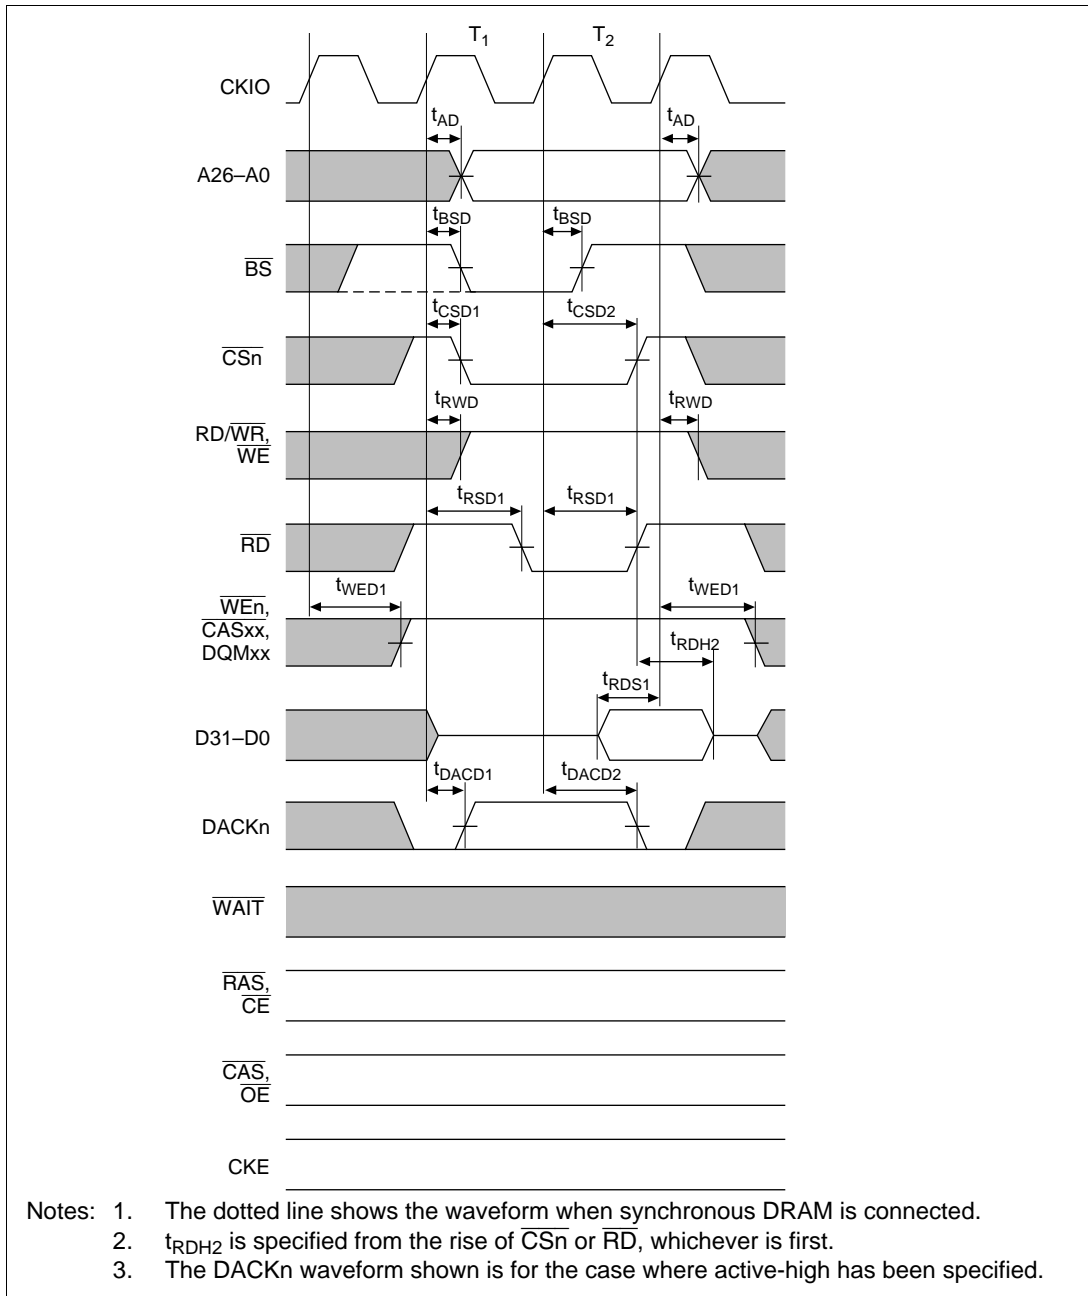 T1 T2
CKIO
tAD tAD
A26–A0
tBSD tBSD
BS
tCSD1 tCSD2
CSn
tRWD tRWD
RD/WR,
WE
tRSD1 tRSD1
RD
tWED1 tWED1
WEn,
CASxx,
DQMxx
tRDH2
tRDS1
D31–D0
tDACD1 tDACD2
DACKn
WAIT
RAS,
CE
CAS,
OE
CKE
Notes: 1. The dotted line shows the waveform when synchronous DRAM is connected.
2. tRDH2 is specified from the rise of CSn or RD, whichever is first.
3. The DACKn waveform shown is for the case where active-high has been specified.